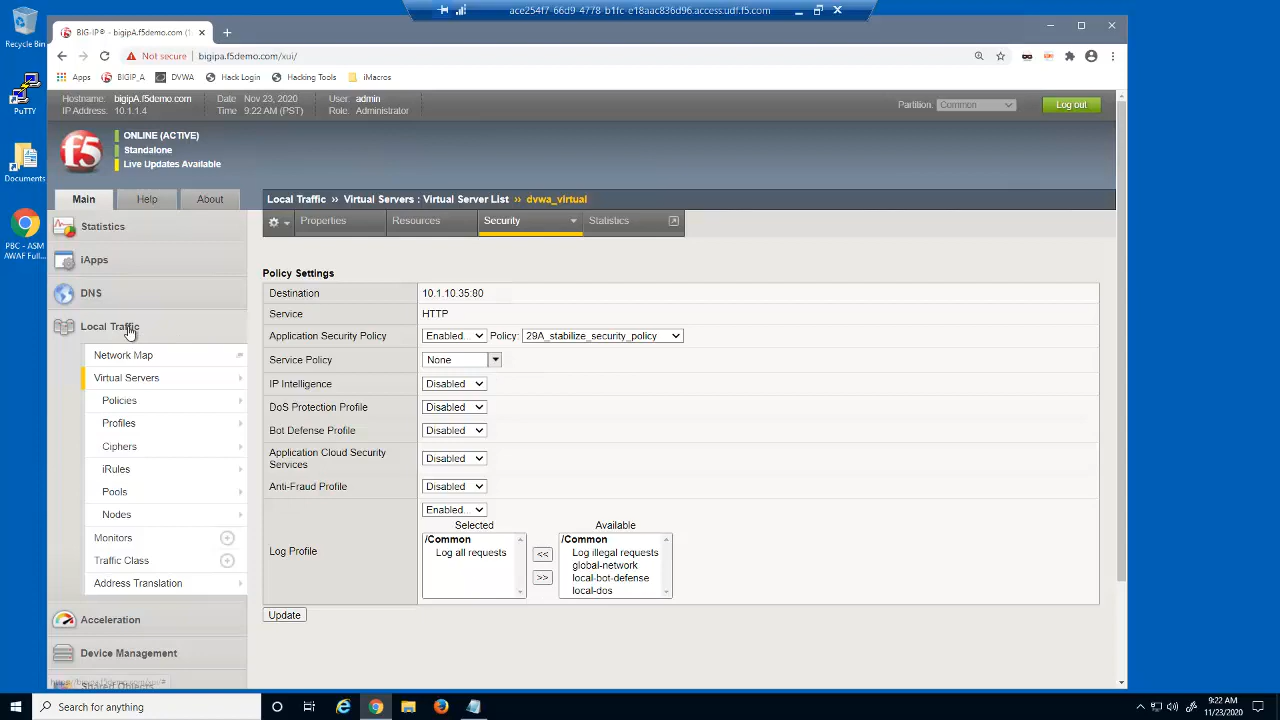 ace254f7-66d9-4778-b1fc-e18aac836d96.access.udf.f5.com
Recycle Bin
PuTTY
Documents
PBC - ASM
AWAF Full...
BIG-IP® - bigipa.f5demo.com (1
Not secure
bigipa.f5demo.com/xui/
Apps
BIGIP_A
DVWA
Hack Login
Hacking Tools
iMacros
Hostname: bigipA.f5demo.com
Date Nov 23, 2020
User: admin
IP Address: 10.1.1.4
Time 9:22 AM (PST)
Role: Administrator
Partition: Common
Log out
f5
ONLINE (ACTIVE)
Standalone
Live Updates Available
Main
Help
About
Local Traffic ›› Virtual Servers : Virtual Server List ›› dvwa_virtual
Properties
Resources
Security
Statistics
Statistics
iApps
DNS
Local Traffic
Network Map
Virtual Servers
Policies
Profiles
Ciphers
iRules
Pools
Nodes
Monitors
Traffic Class
Address Translation
Acceleration
Device Management
Shared Objects
Policy Settings
Destination
10.1.10.35:80
Service
HTTP
Application Security Policy
Enabled... Policy: 29A_stabilize_security_policy
Service Policy
None
IP Intelligence
Disabled
DoS Protection Profile
Disabled
Bot Defense Profile
Disabled
Application Cloud Security
Services
Disabled
Anti-Fraud Profile
Disabled
Log Profile
Enabled...
Selected
Available
/Common
Log all requests
<<
>>
/Common
Log illegal requests
global-network
local-bot-defense
local-dos
Update
Search for anything
9:22 AM
11/23/2020